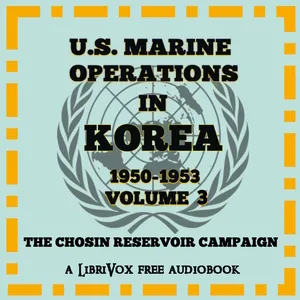 U.S. MARINE
OPERATIONS
IN
KOREA
1950-1953
VOLUME 3
THE CHOSIN RESERVOIR CAMPAIGN
A LIBRIVOX FREE AUDIOBOOK